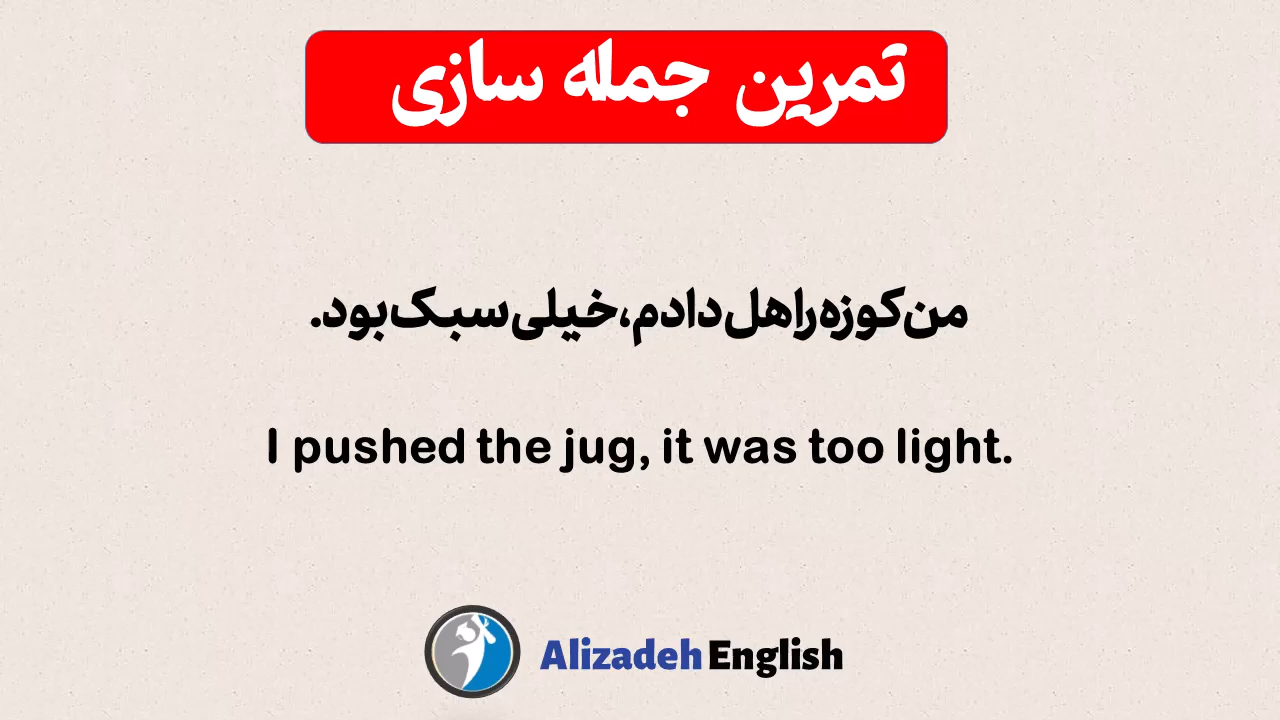 تمرین جمله سازی
من کوزه را هل دادم، خیلی سبک بود.
I pushed the jug, it was too light.
Alizadeh English